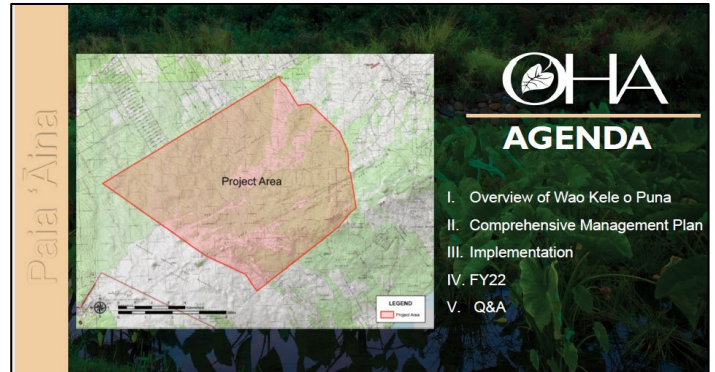 Paia ʻĀina
Project Area
LEGEND
Project Area
OHA
AGENDA
I. Overview of Wao Kele o Puna
II. Comprehensive Management Plan
III. Implementation
IV. FY22
V. Q&A